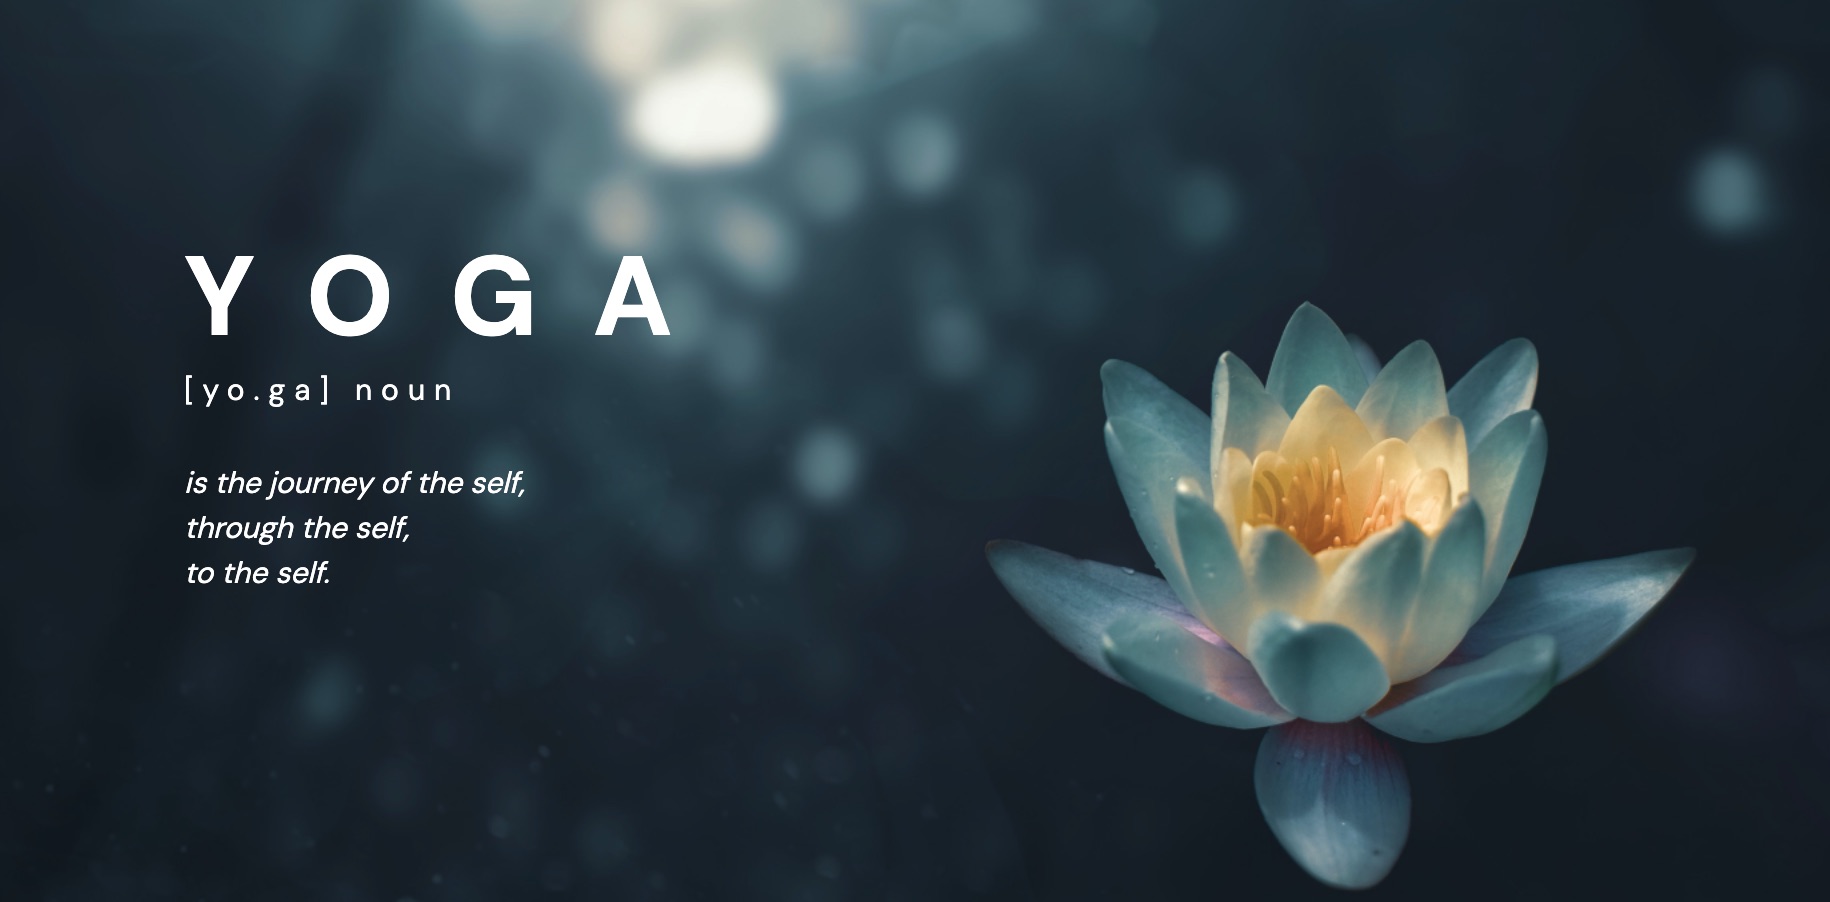 YOGA
[yo.ga] noun
is the journey of the self,
through the self,
to the self.